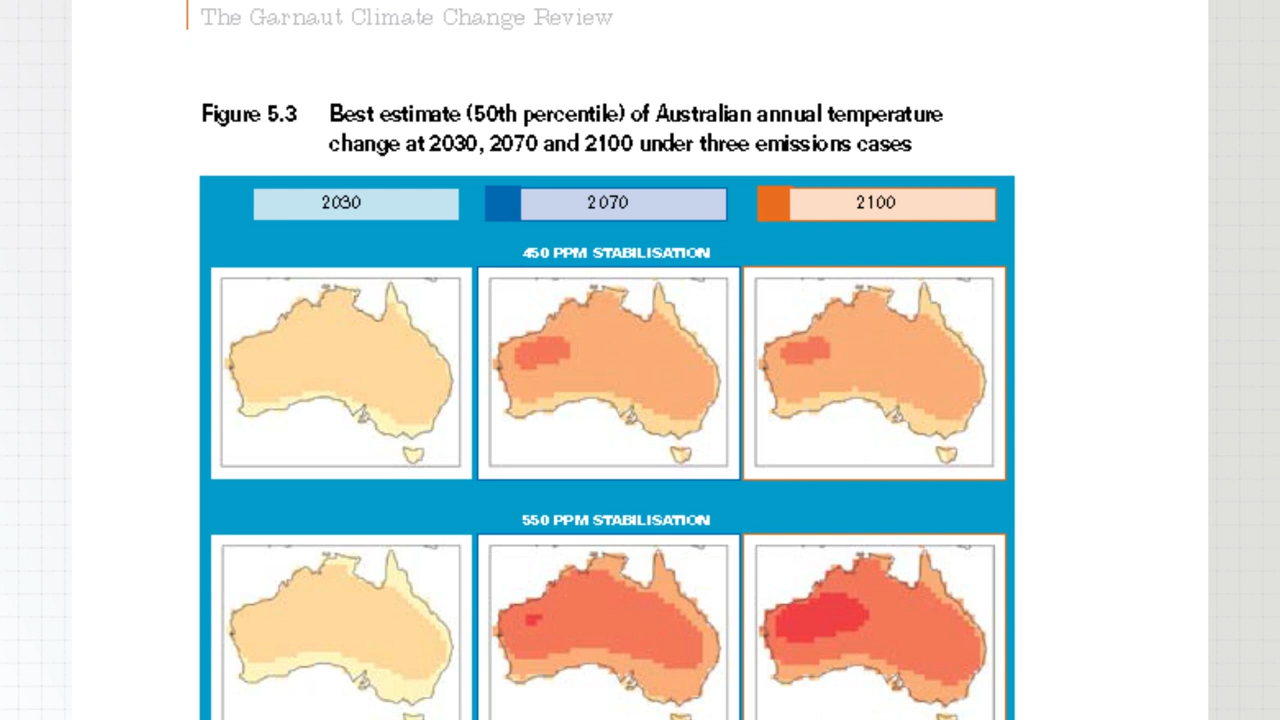 The Garnaut Climate Change Review
Figure 5.3 Best estimate (50th percentile) of Australian annual temperature
change at 2030, 2070 and 2100 under three emissions cases
2030 2070 2100
450 PPM STABILISATION
550 PPM STABILISATION